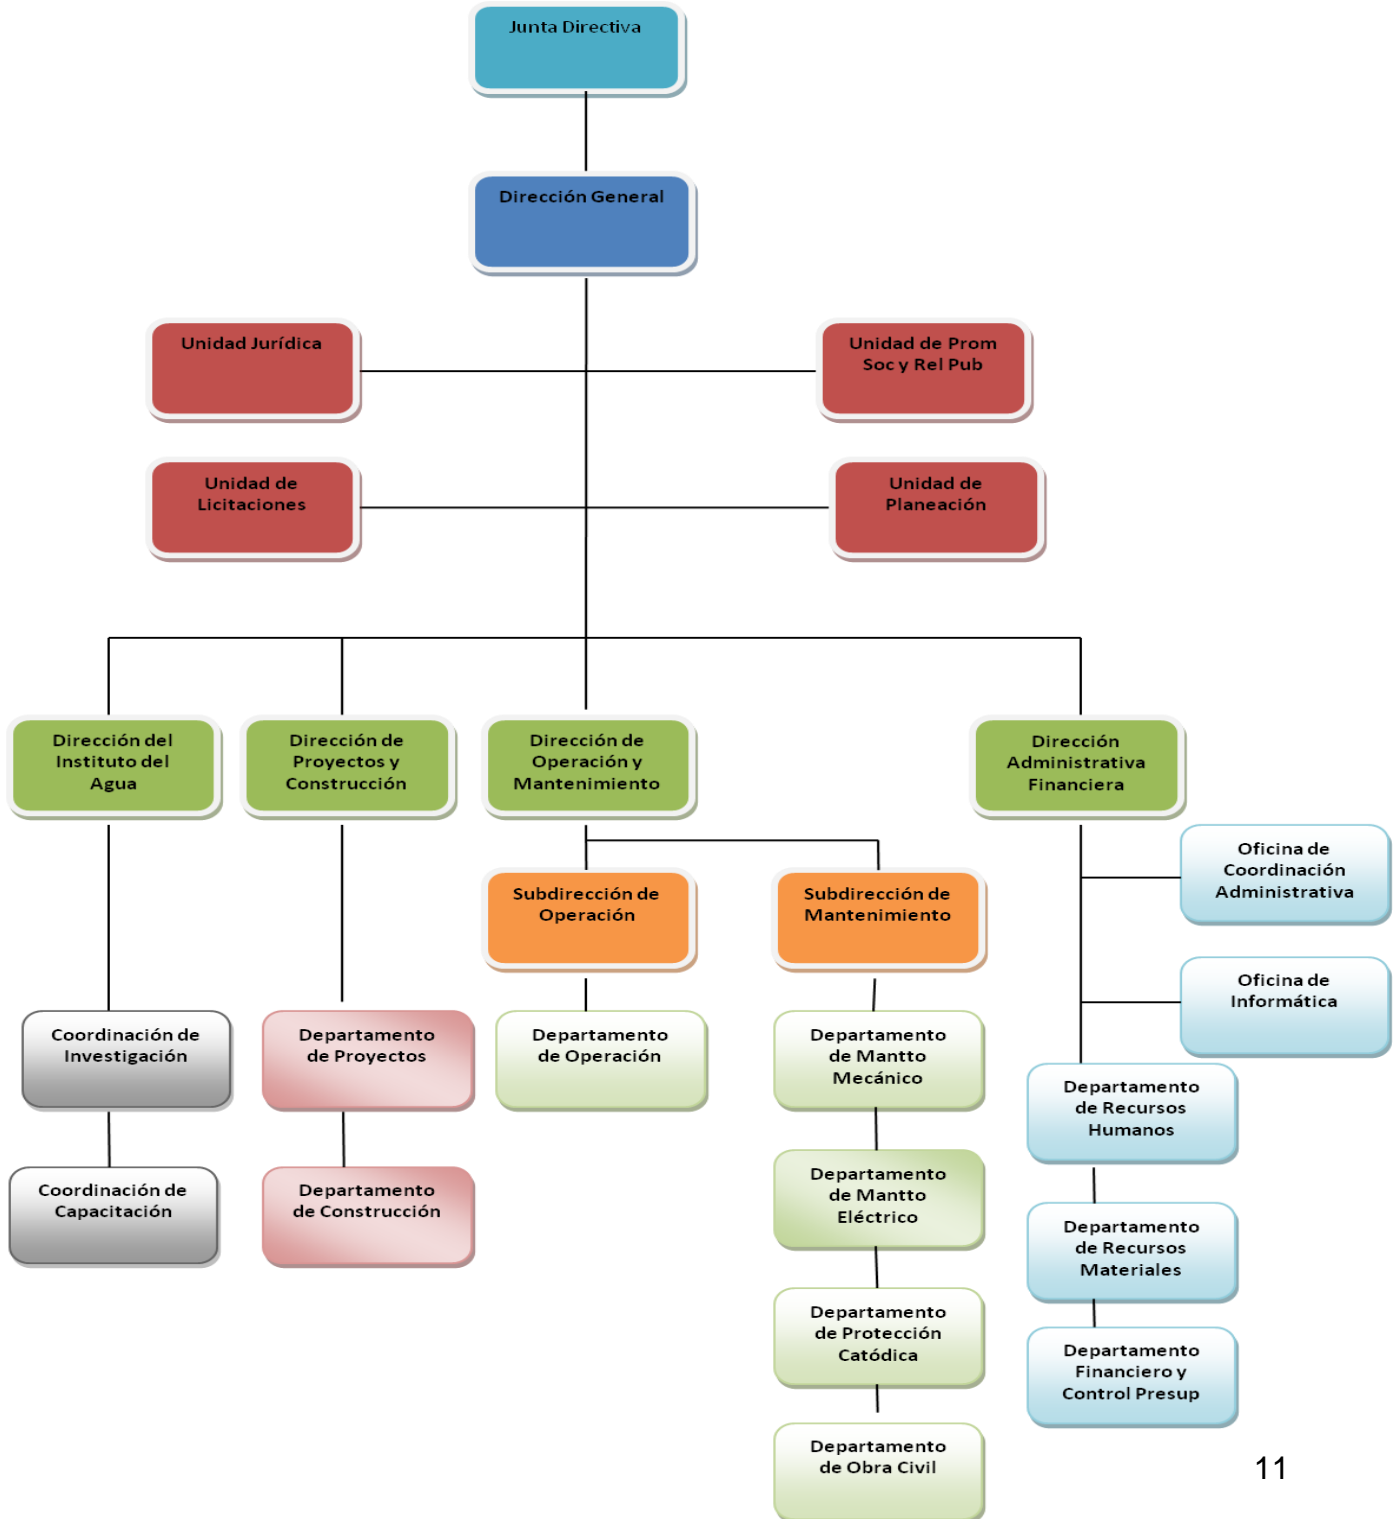 Junta Directiva
Dirección General
Unidad Jurídica
Unidad de Prom
Soc y Rel Pub
Unidad de
Licitaciones
Unidad de
Planeación
Dirección del
Instituto del
Agua
Dirección de
Proyectos y
Construcción
Dirección de
Operación y
Mantenimiento
Dirección
Administrativa
Financiera
Oficina de
Coordinación
Administrativa
Subdirección de
Operación
Subdirección de
Mantenimiento
Oficina de
Informática
Coordinación de
Investigación
Departamento
de Proyectos
Departamento
de Operación
Departamento
de Mantto
Mecánico
Departamento
de Recursos
Humanos
Coordinación de
Capacitación
Departamento
de Construcción
Departamento
de Mantto
Eléctrico
Departamento
de Recursos
Materiales
Departamento
de Protección
Catódica
Departamento
Financiero y
Control Presup
Departamento
de Obra Civil
11